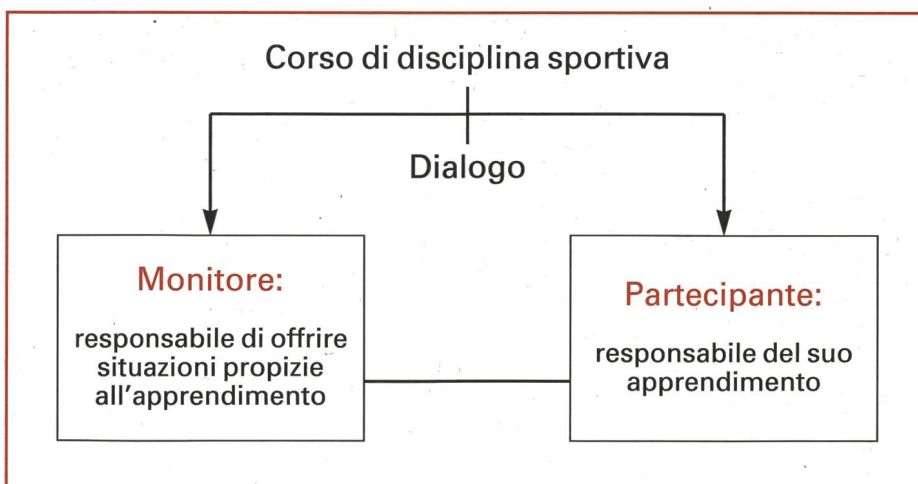 Corso di disciplina sportiva
Dialogo
Monitore:
responsabile di offrire
situazioni propizie
all'apprendimento
Partecipante:
responsabile del suo
apprendimento